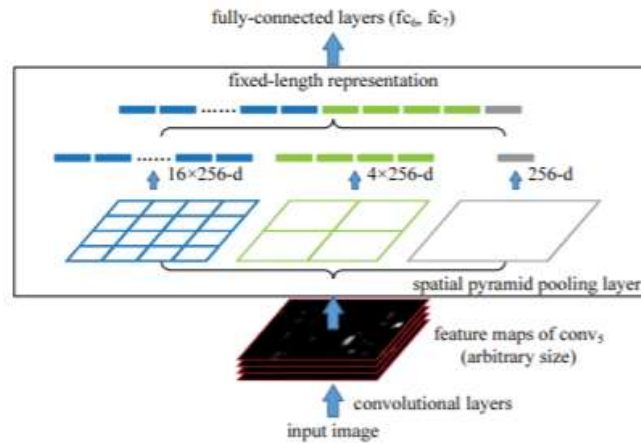 fully-connected layers (fc6, fc7)
fixed-length representation
16×256-d
4×256-d
256-d
spatial pyramid pooling layer
feature maps of conv5
(arbitrary size)
convolutional layers
input image